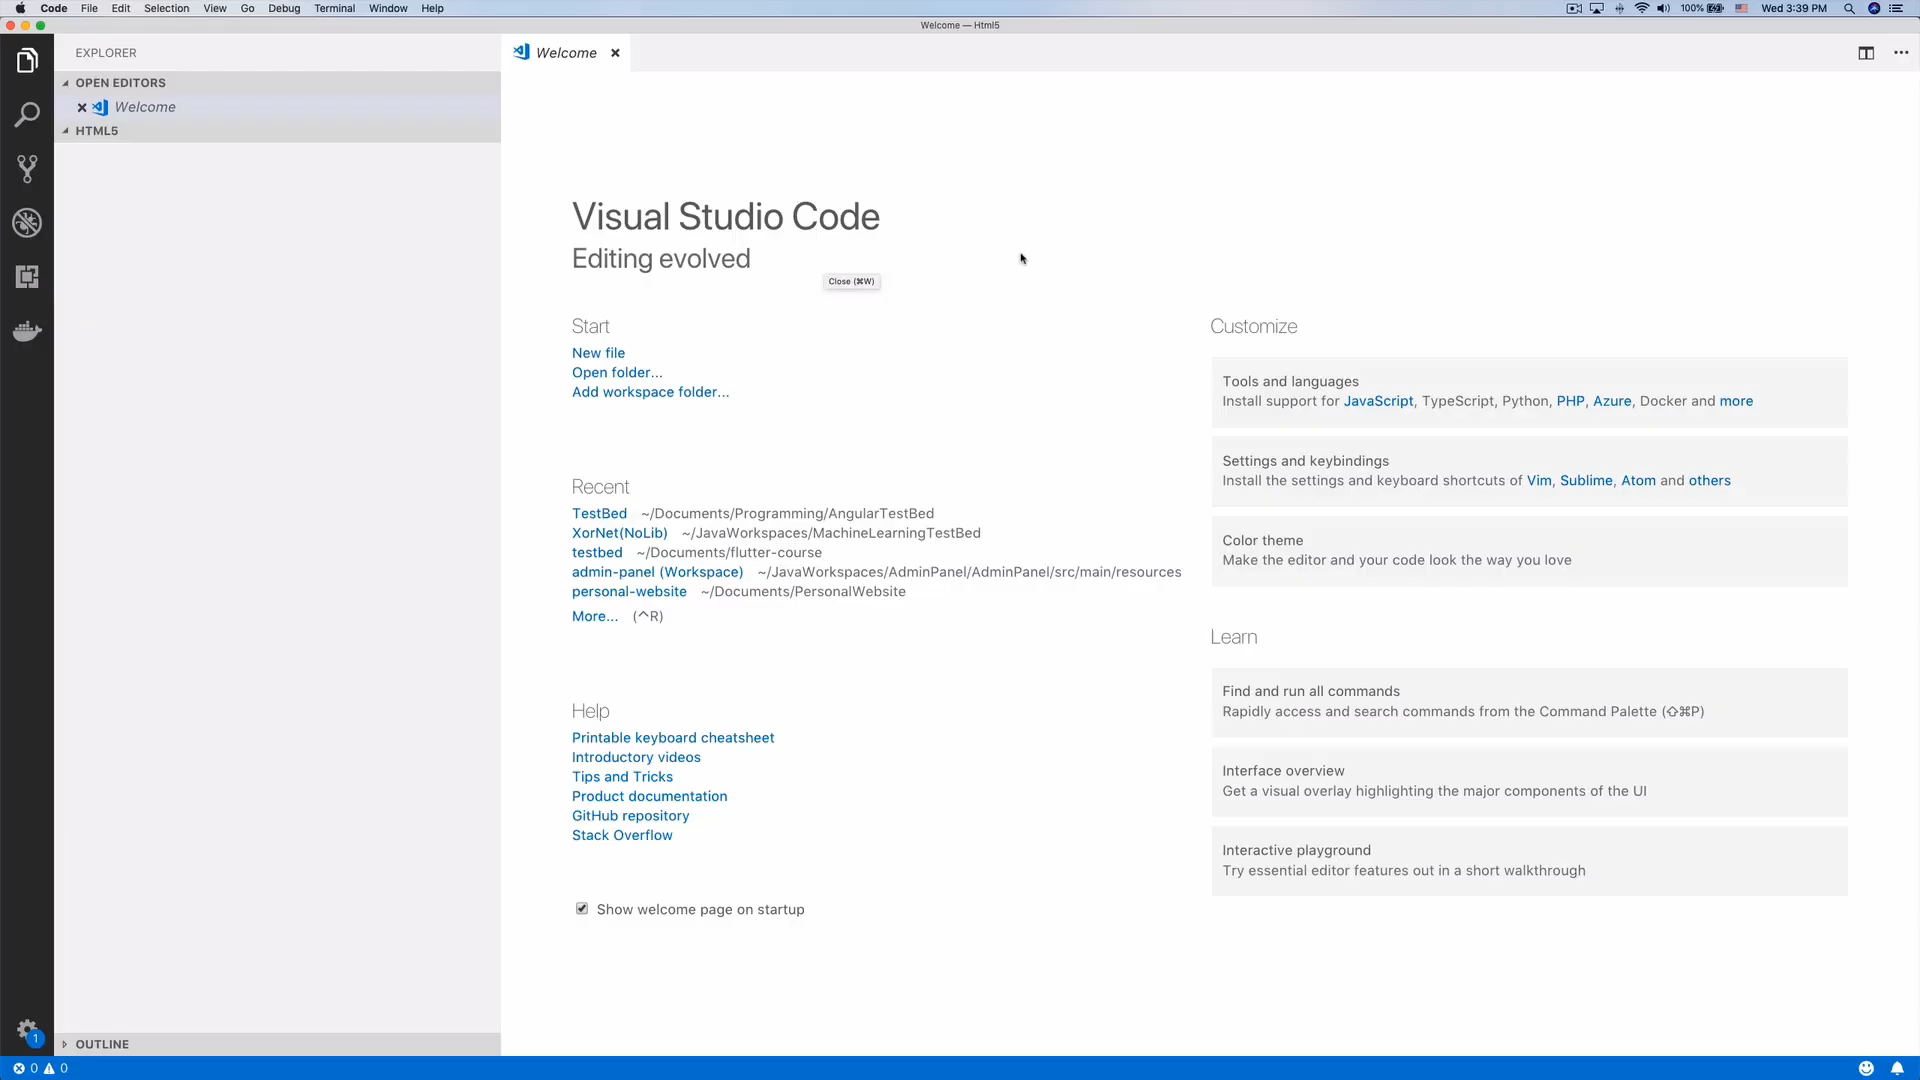 Code File Edit Selection View Go Debug Terminal Window Help
100% Wed 3:39 PM
Welcome — Html5
EXPLORER
OPEN EDITORS
Welcome
HTML5
OUTLINE
Welcome
Visual Studio Code
Editing evolved
Close (⌘W)
Start
New file
Open folder...
Add workspace folder...
Recent
TestBed ~/Documents/Programming/AngularTestBed
XorNet(NoLib) ~/JavaWorkspaces/MachineLearningTestBed
testbed ~/Documents/flutter-course
admin-panel (Workspace) ~/JavaWorkspaces/AdminPanel/AdminPanel/src/main/resources
personal-website ~/Documents/PersonalWebsite
More... (^R)
Help
Printable keyboard cheatsheet
Introductory videos
Tips and Tricks
Product documentation
GitHub repository
Stack Overflow
Show welcome page on startup
Customize
Tools and languages
Install support for JavaScript, TypeScript, Python, PHP, Azure, Docker and more
Settings and keybindings
Install the settings and keyboard shortcuts of Vim, Sublime, Atom and others
Color theme
Make the editor and your code look the way you love
Learn
Find and run all commands
Rapidly access and search commands from the Command Palette (⇧⌘P)
Interface overview
Get a visual overlay highlighting the major components of the UI
Interactive playground
Try essential editor features out in a short walkthrough
1
0 0